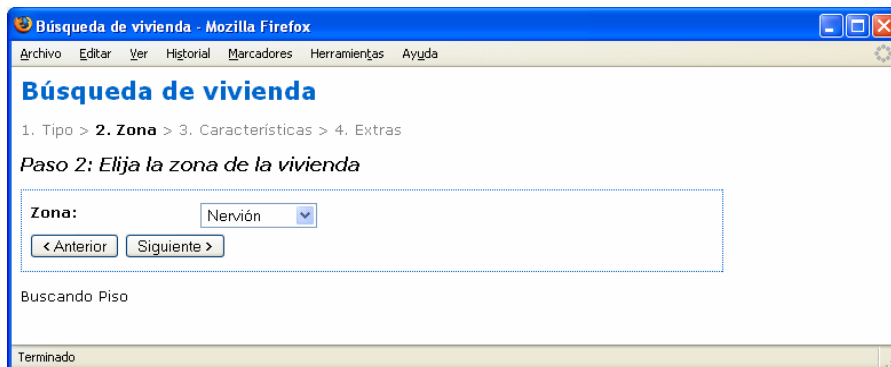 Búsqueda de vivienda - Mozilla Firefox
Archivo Editar Ver Historial Marcadores Herramientas Ayuda
Búsqueda de vivienda
1. Tipo > 2. Zona > 3. Características > 4. Extras
Paso 2: Elija la zona de la vivienda
Zona: Nervión
< Anterior Siguiente >
Buscando Piso
Terminado